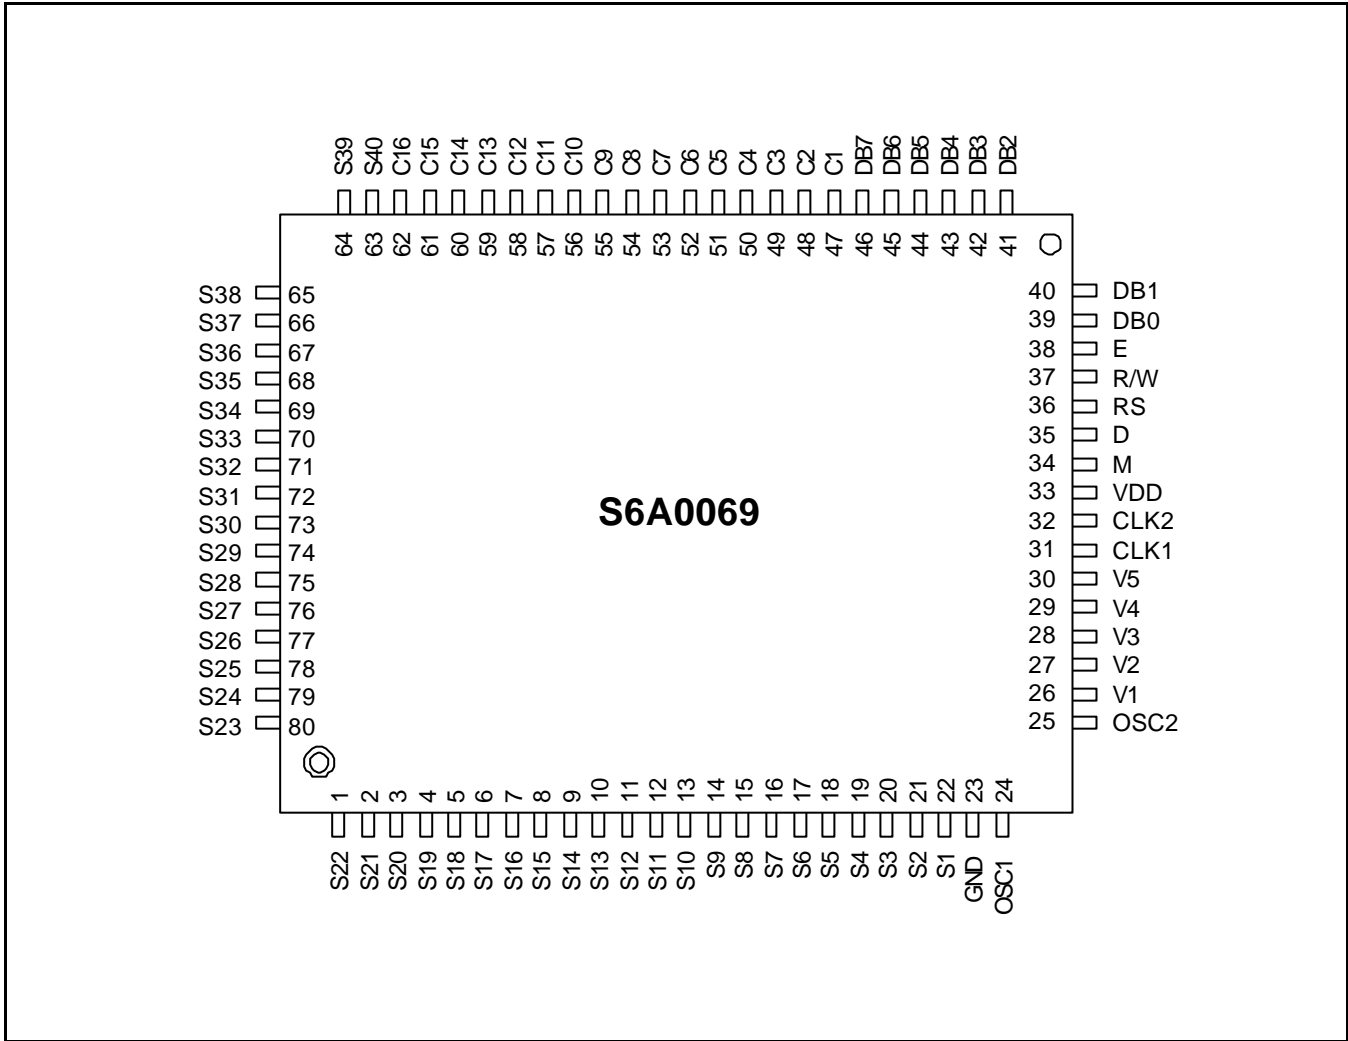 S39 S40 C16 C15 C14 C13 C12 C11 C10 C9 C8 C7 C6 C5 C4 C3 C2 C1 DB7 DB6 DB5 DB4 DB3 DB2
64 63 62 61 60 59 58 57 56 55 54 53 52 51 50 49 48 47 46 45 44 43 42 41
S38 65 40 DB1
S37 66 39 DB0
S36 67 38 E
S35 68 37 R/W
S34 69 36 RS
S33 70 35 D
S32 71 34 M
S31 72 33 VDD
S6A0069
S30 73 32 CLK2
S29 74 31 CLK1
S28 75 30 V5
S27 76 29 V4
S26 77 28 V3
S25 78 27 V2
S24 79 26 V1
S23 80 25 OSC2
1 2 3 4 5 6 7 8 9 10 11 12 13 14 15 16 17 18 19 20 21 22 23 24
S22 S21 S20 S19 S18 S17 S16 S15 S14 S13 S12 S11 S10 S9 S8 S7 S6 S5 S4 S3 S2 S1 GND OSC1